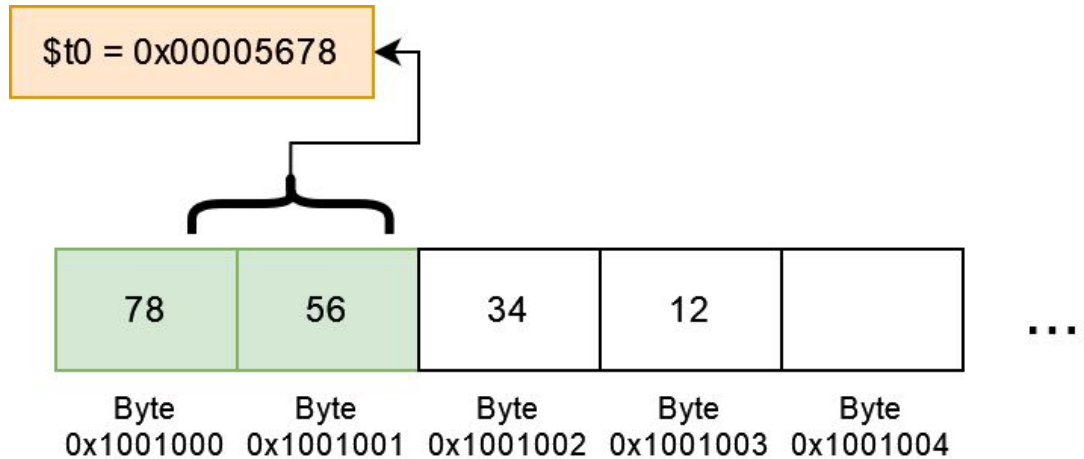 $t0 = 0x00005678
78 56 34 12 ...
Byte Byte Byte Byte Byte
0x1001000 0x1001001 0x1001002 0x1001003 0x1001004